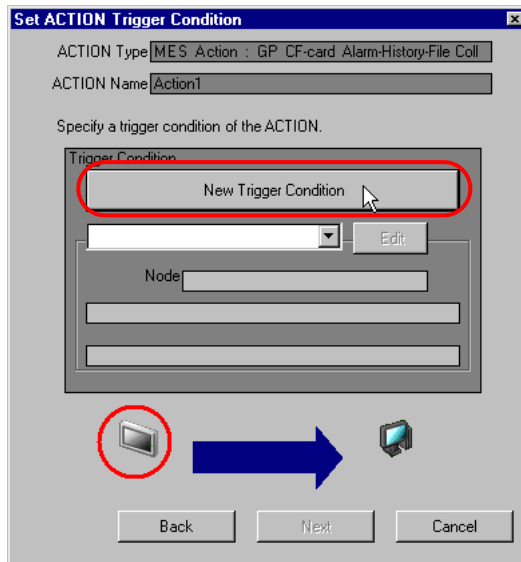 Set ACTION Trigger Condition
ACTION Type MES Action : GP CF-card Alarm-History-File Coll
ACTION Name Action1
Specify a trigger condition of the ACTION.
Trigger Condition
New Trigger Condition
Edit
Node
Back
Next
Cancel